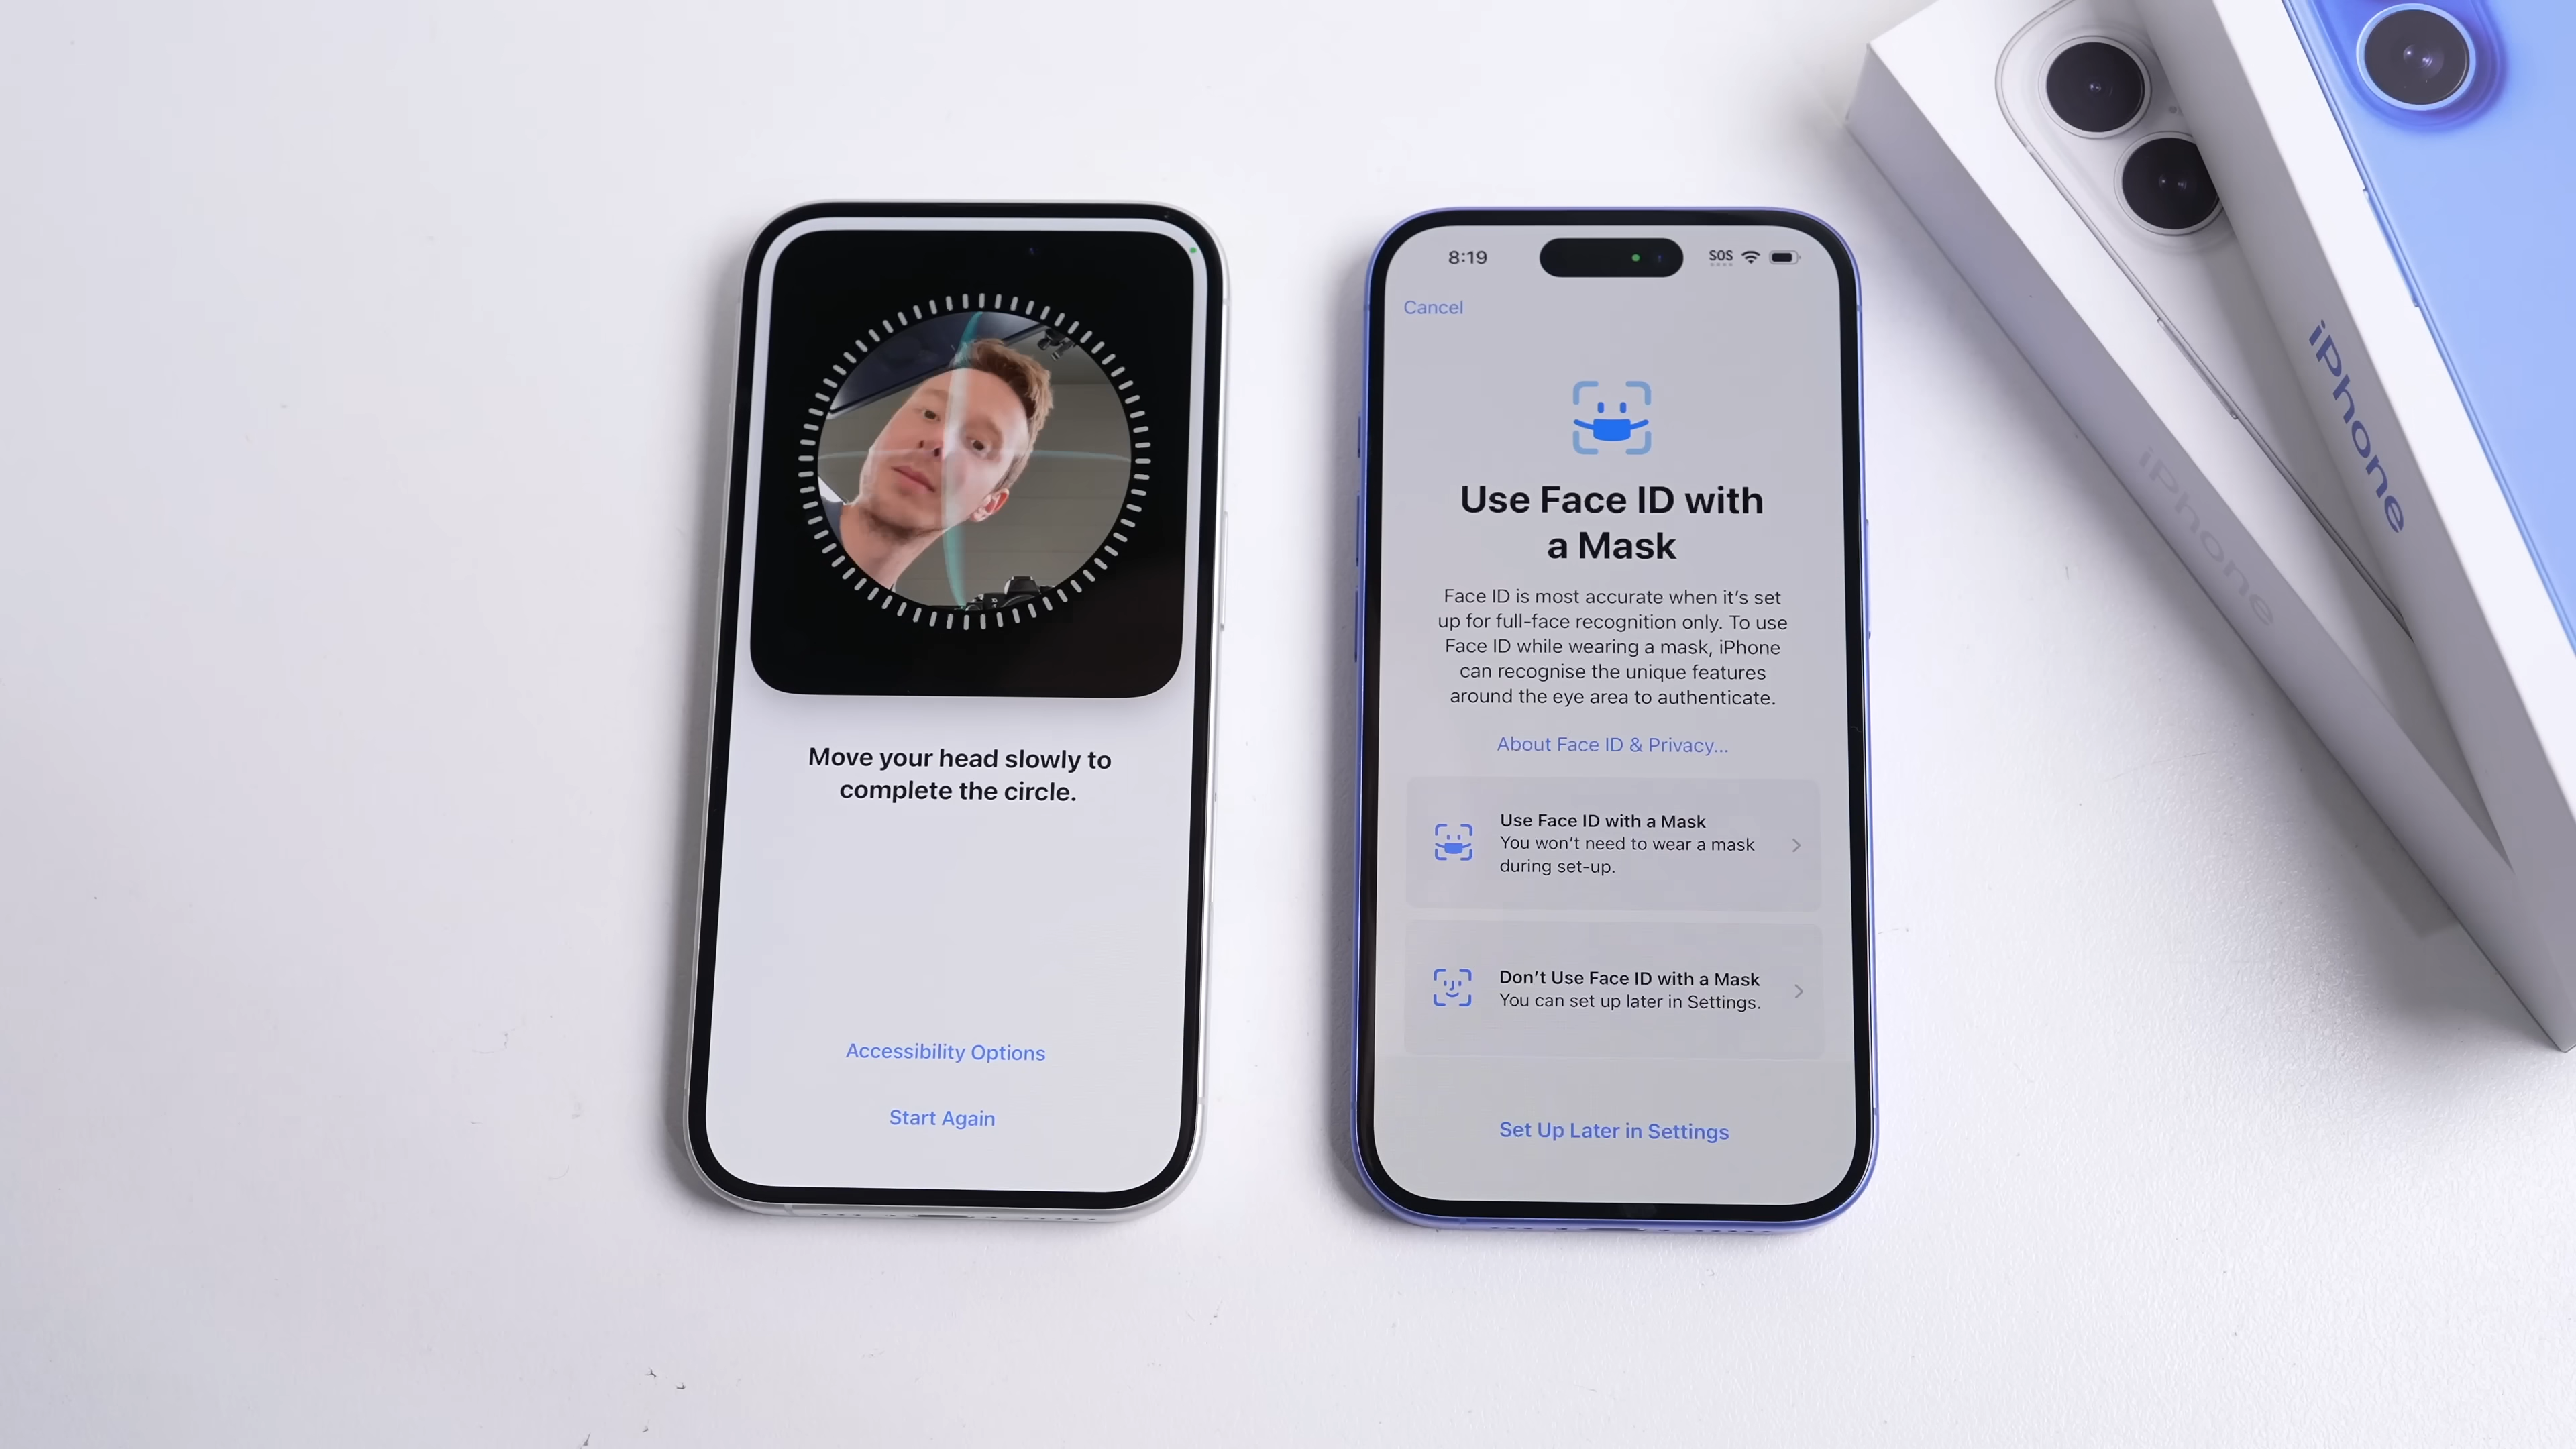 Move your head slowly to
complete the circle.
Accessibility Options
Start Again
8:19
SOS
Cancel
Use Face ID with
a Mask
Face ID is most accurate when it's set
up for full-face recognition only. To use
Face ID while wearing a mask, iPhone
can recognise the unique features
around the eye area to authenticate.
About Face ID & Privacy...
Use Face ID with a Mask
You won't need to wear a mask
during set-up.
Don't Use Face ID with a Mask
You can set up later in Settings.
Set Up Later in Settings
iPhone
iPhone